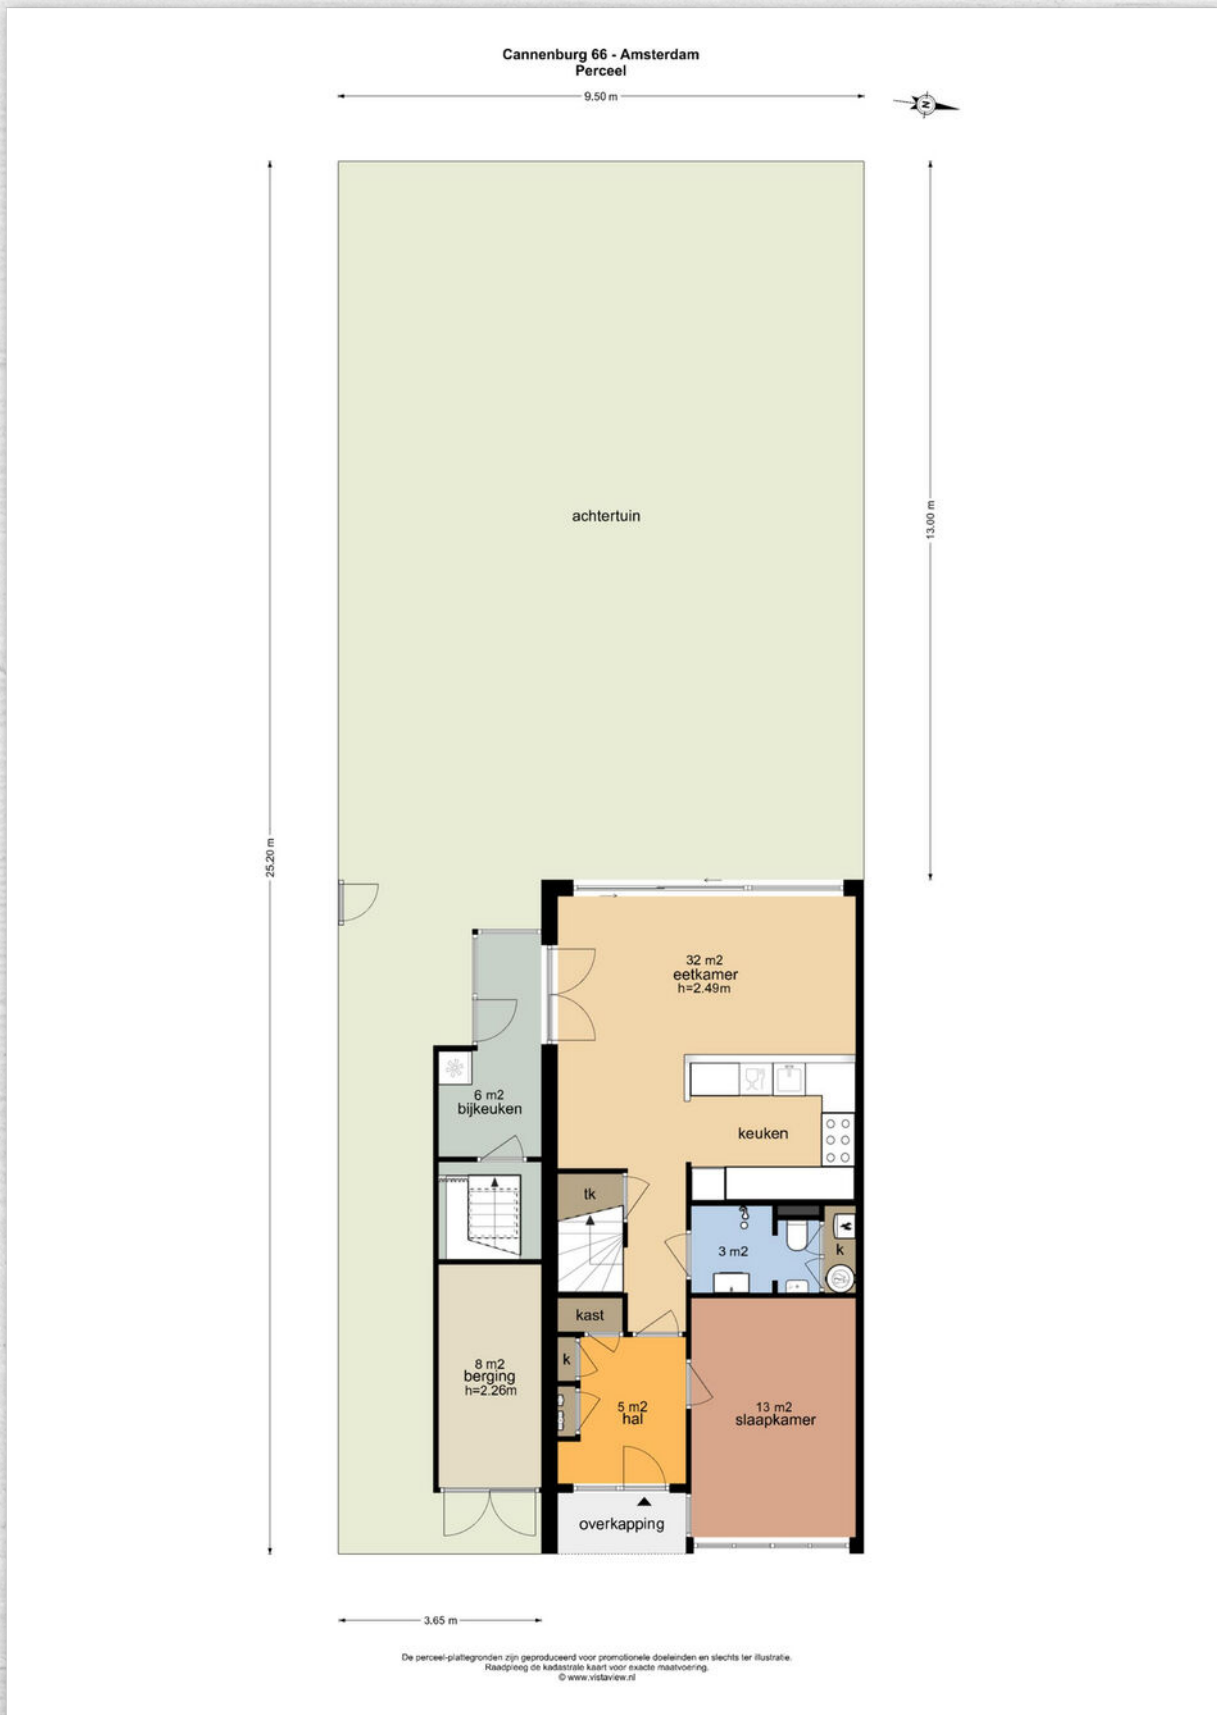 Cannenburg 66 - Amsterdam
Perceel
9.50 m
N
13.00 m
25.20 m
achtertuin
32 m2
eetkamer
h=2.49m
6 m2
bijkeuken
keuken
tk
3 m2
k
kast
k
8 m2
berging
h=2.26m
5 m2
hal
13 m2
slaapkamer
overkapping
3.65 m
De perceel-plattegronden zijn geproduceerd voor promotionele doeleinden en slechts ter illustratie.
Raadpleeg de kadastrale kaart voor exacte maatvoering.
© www.vistaview.nl